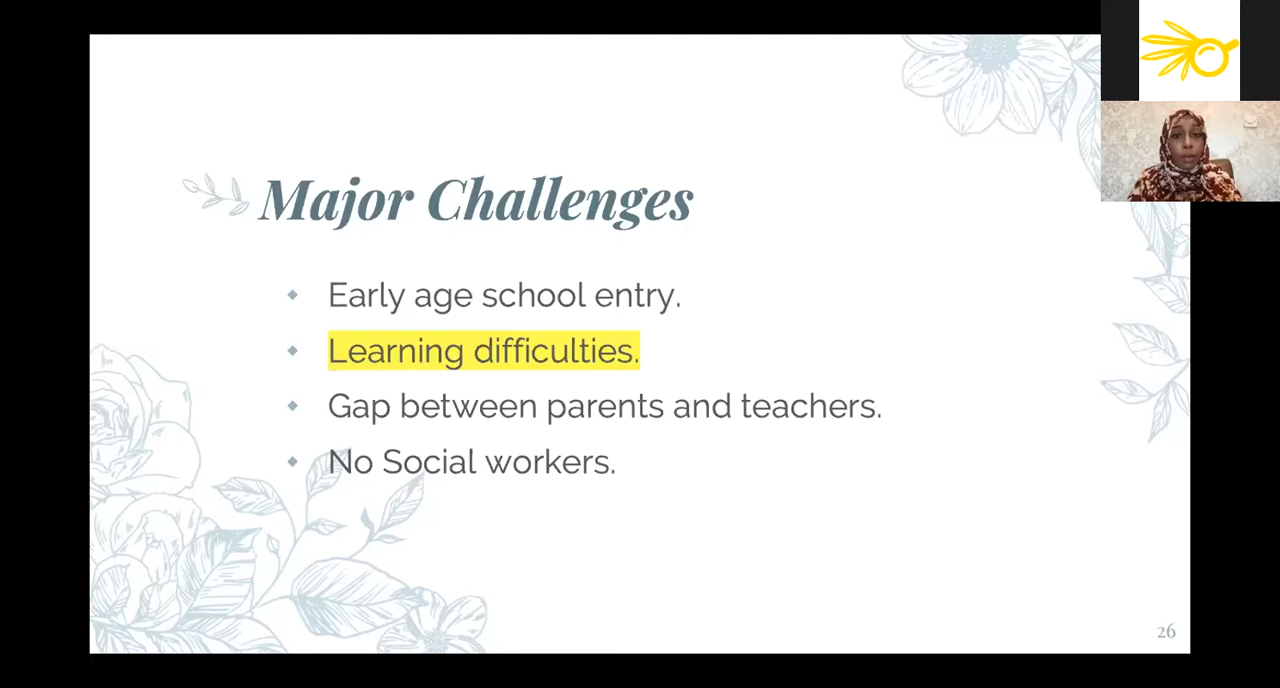 Major Challenges
Early age school entry.
Learning difficulties.
Gap between parents and teachers.
No Social workers.
26